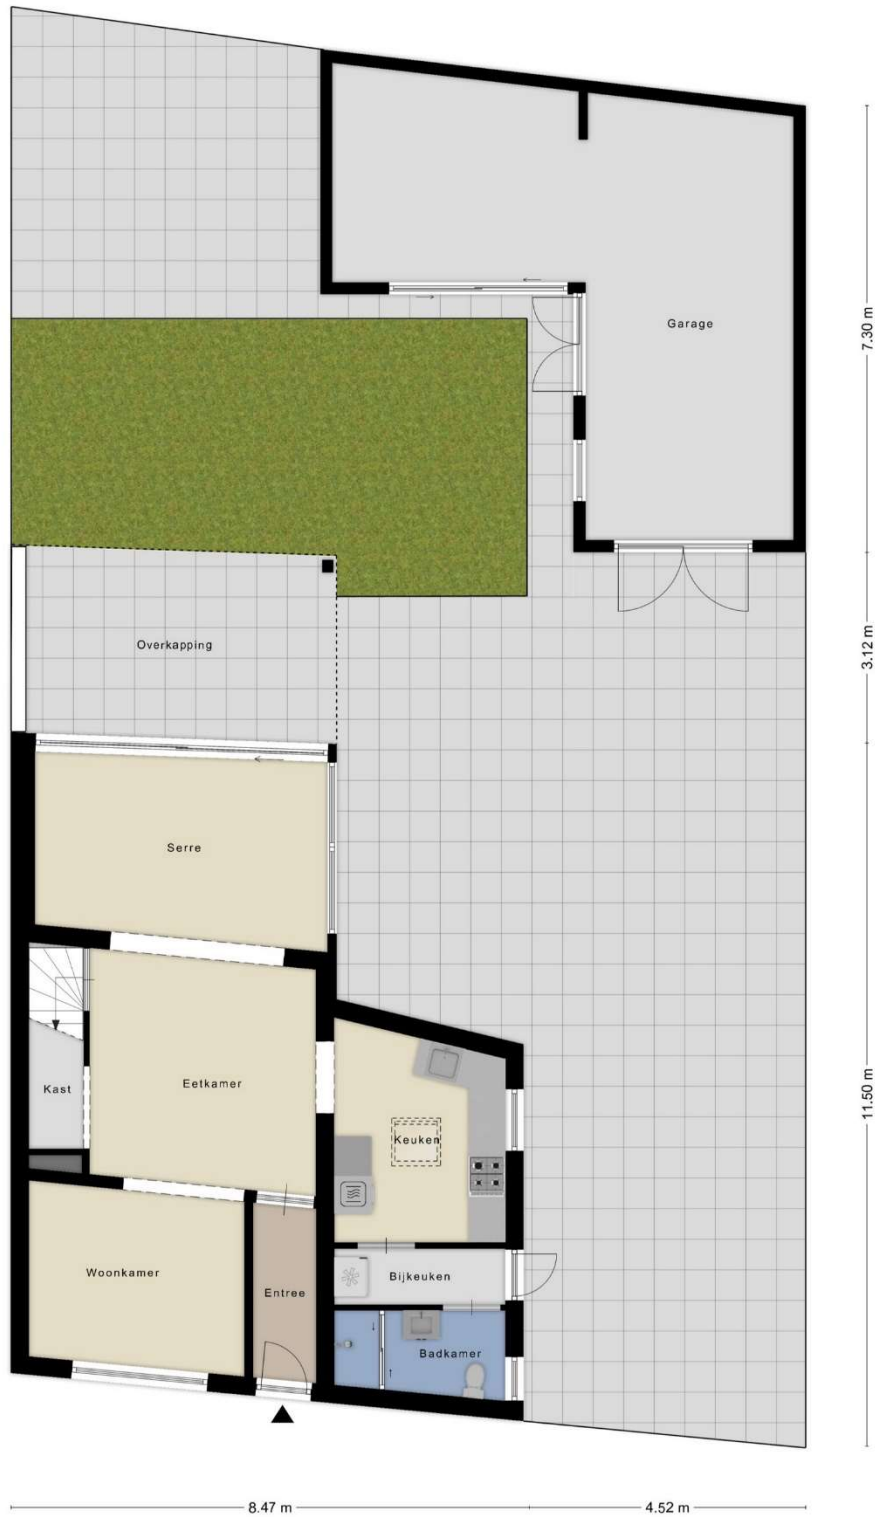 Garage
7.30 m
Overkapping
3.12 m
Serre
Kast
Eetkamer
Keuken
11.50 m
Woonkamer
Entree
Bijkeuken
Badkamer
8.47 m
4.52 m